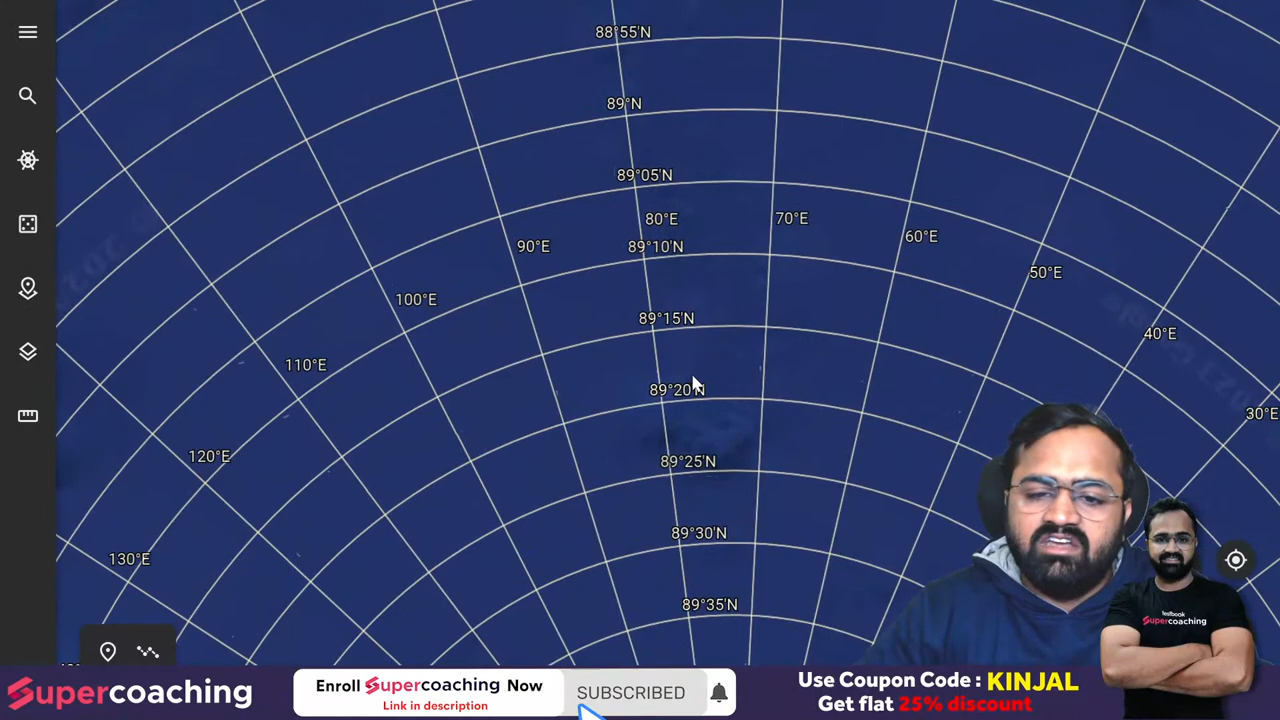 88°55'N
89°N
89°05'N
80°E
70°E
60°E
90°E
89°10'N
50°E
100°E
89°15'N
40°E
110°E
89°20'N
30°E
120°E
89°25'N
89°30'N
130°E
89°35'N
testbook
Supercoaching
Supercoaching
Enroll Supercoaching Now
Link in description
SUBSCRIBED
Use Coupon Code : KINJAL
Get flat 25% discount